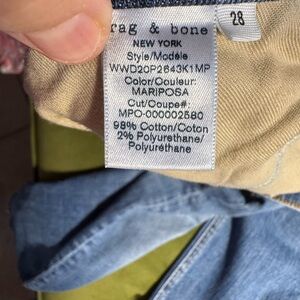 rag & bone
28
NEW YORK
Style/Modèle
WWD20P2643K1MP
Color/Couleur:
MARIPOSA
Cut/Coupe#:
MPO-000002580
98% Cotton/Coton
2% Polyurethane/
Polyuréthane/